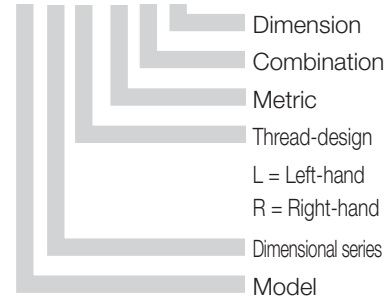 Dimension
Combination
Metric
Thread-design
L = Left-hand
R = Right-hand
Dimensional series
Model